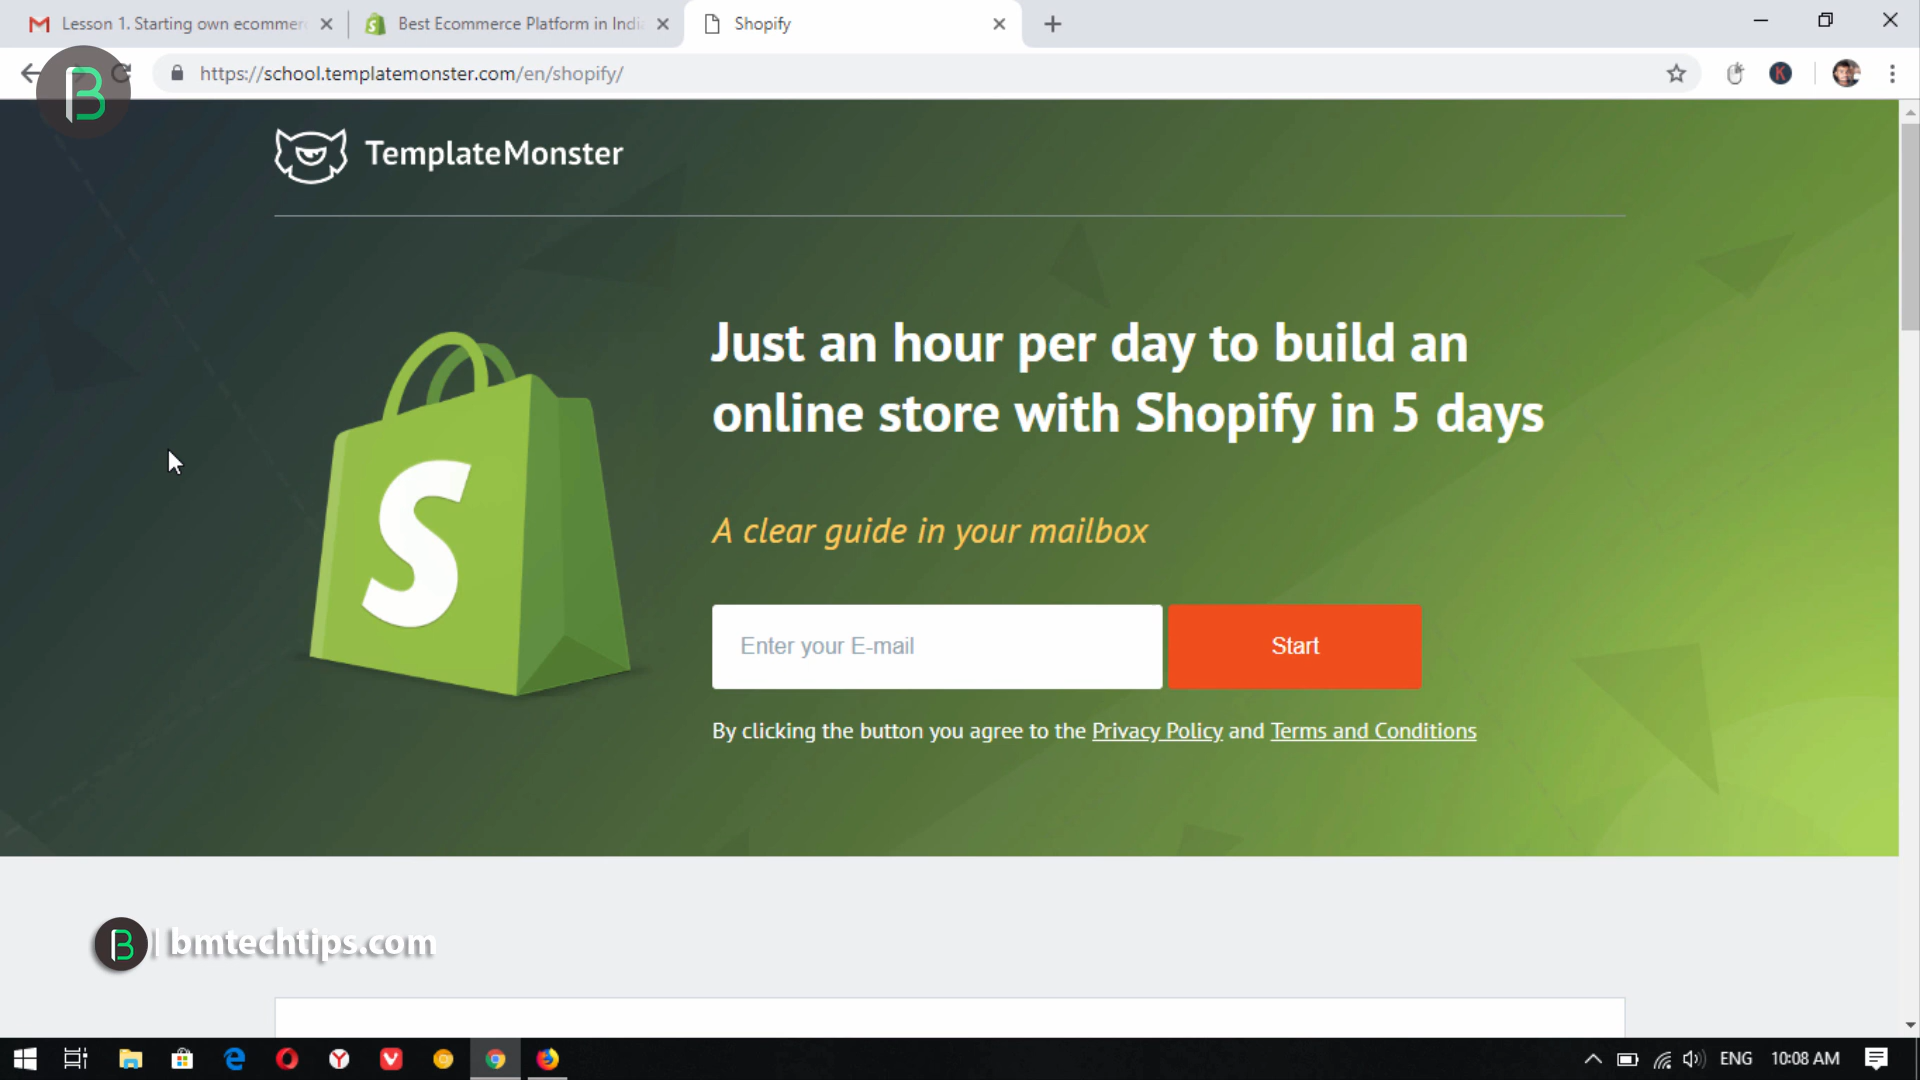 Lesson 1. Starting own ecommer
Best Ecommerce Platform in Indi
Shopify
https://school.templatemonster.com/en/shopify/
K
B
TemplateMonster
Just an hour per day to build an
online store with Shopify in 5 days
S
A clear guide in your mailbox
Enter your E-mail
Start
By clicking the button you agree to the Privacy Policy and Terms and Conditions
B | bmtechtips.com
ENG
10:08 AM